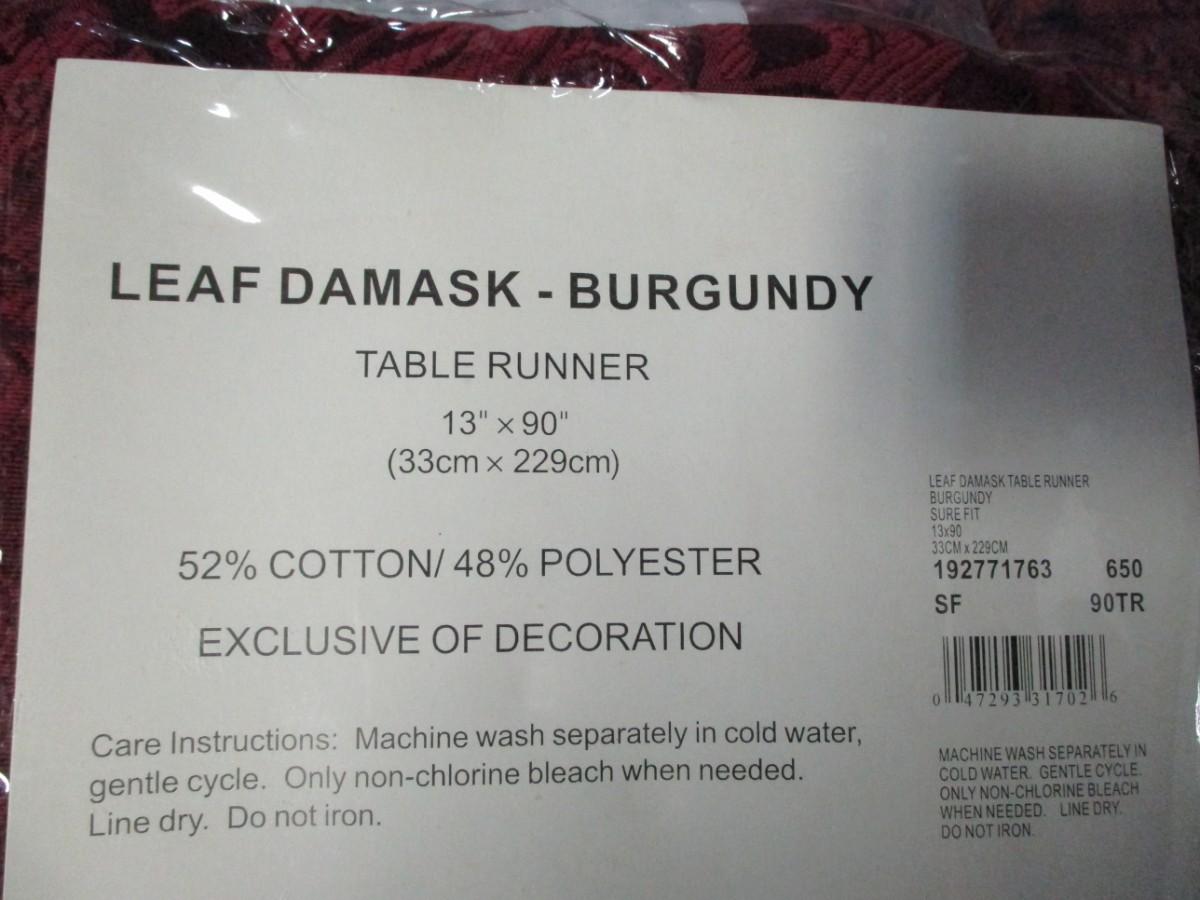 LEAF DAMASK - BURGUNDY
TABLE RUNNER
13" × 90"
(33cm × 229cm)
52% COTTON/ 48% POLYESTER
EXCLUSIVE OF DECORATION
Care Instructions: Machine wash separately in cold water,
gentle cycle. Only non-chlorine bleach when needed.
Line dry. Do not iron.
LEAF DAMASK TABLE RUNNER
BURGUNDY
SURE FIT
13x90
33CM x 229CM
192771763 650
SF 90TR
0 47293 31702 6
MACHINE WASH SEPARATELY IN
COLD WATER. GENTLE CYCLE.
ONLY NON-CHLORINE BLEACH
WHEN NEEDED. LINE DRY.
DO NOT IRON.